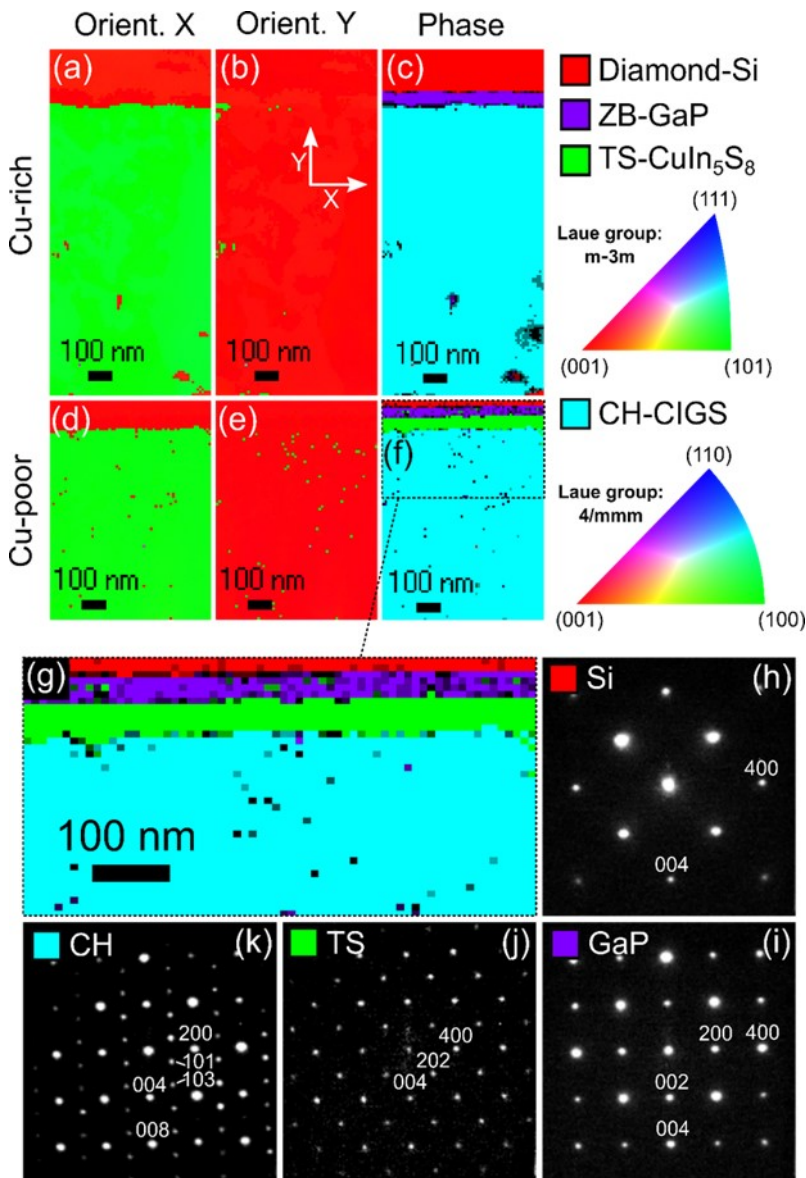 Orient. X Orient. Y Phase
(a) (b) (c)
Diamond-Si
ZB-GaP
TS-CuIn₅S₈
Cu-rich
Y
X
(111)
Laue group:
m-3m
(001) (101)
100 nm 100 nm 100 nm
(d) (e) (f)
CH-CIGS
Cu-poor
(110)
Laue group:
4/mmm
(001) (100)
100 nm 100 nm 100 nm
(g)
100 nm
Si (h)
400
004
CH (k)
200
101
103
004
008
TS (j)
400
202
004
GaP (i)
200 400
002
004